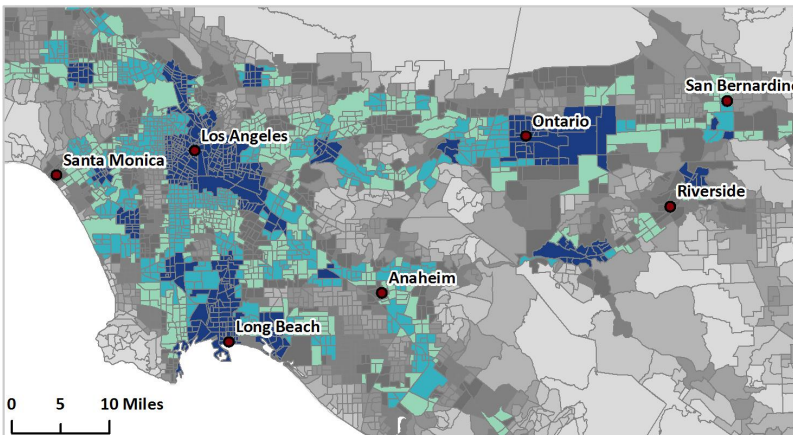 San Bernardino
Ontario
Los Angeles
Santa Monica
Riverside
Anaheim
Long Beach
0 5 10 Miles